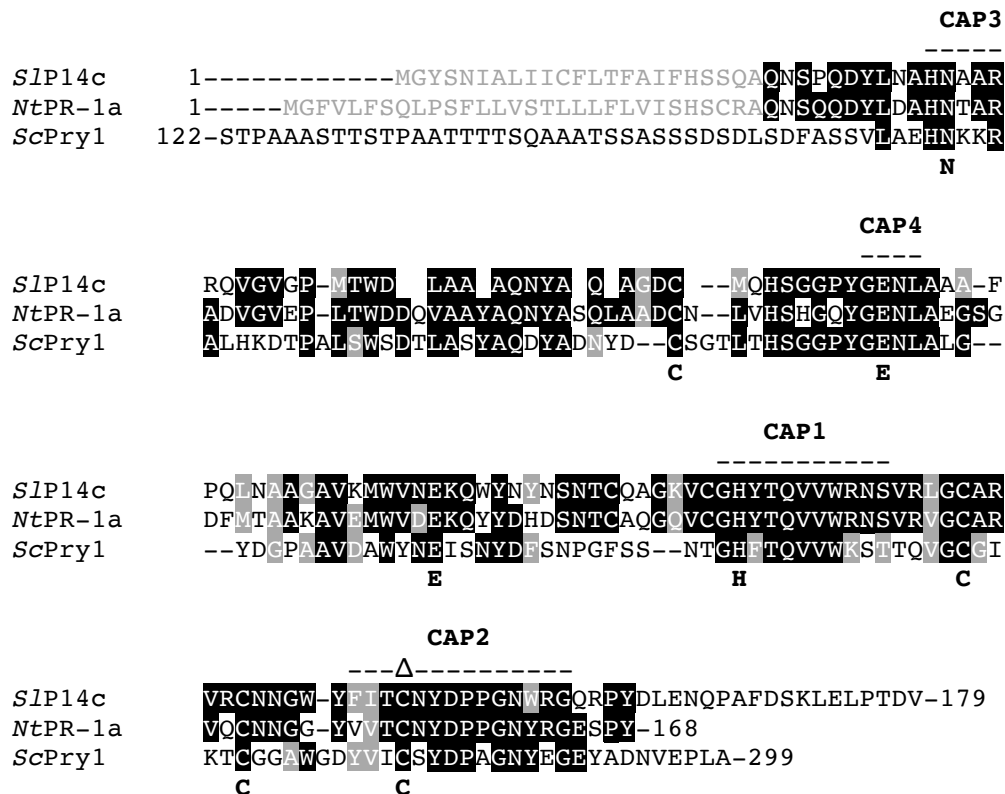 CAP3
-----
SlP14c 1------------MGYSNIALIICFLTFAIFHSSQAQNSPQDYLNAHNAAR
NtPR-1a 1-----MGFVLFSQLPSFLLVSTLLLFLVISHSCRAQNSQQDYLDAHNTAR
ScPry1 122-STPAAASTTSTPAATTTTSQAAATSSASSSDSDLSDFASSVLAEHNKKR
N
CAP4
----
SlP14c RQVGVGP-MTWD LAA AQNYA Q AGDC --MQHSGGPYGENLAAA-F
NtPR-1a ADVGVEP-LTWDDQVAAYAQNYASQLAADCN--LVHSHGQYGENLAEGSG
ScPry1 ALHKDTPALSWSDTLASYAQDYADNYD--CSGTLTHSGGPYGENLALG--
C E
CAP1
-----------
SlP14c PQLNAAGAVKMWVNEKQWYNYNSNTCQAGKVCGHYTQVVWRNSVRLGCAR
NtPR-1a DFMTAAKAVEMWVDEKQYYDHDSNTCAQGQVCGHYTQVVWRNSVRVGCAR
ScPry1 --YDGPAAVDAWYNEISNYDFSNPGFSS--NTGHFTQVVWKSTTQVGCGI
E H C
CAP2
---Δ----------
SlP14c VRCNNGW-YFITCNYDPPGNWRGQRPYDLENQPAFDSKLELPTDV-179
NtPR-1a VQCNNGG-YVVTCNYDPPGNYRGESPY-168
ScPry1 KTCGGAWGDYVICSYDPAGNYEGEYADNVEPLA-299
C C